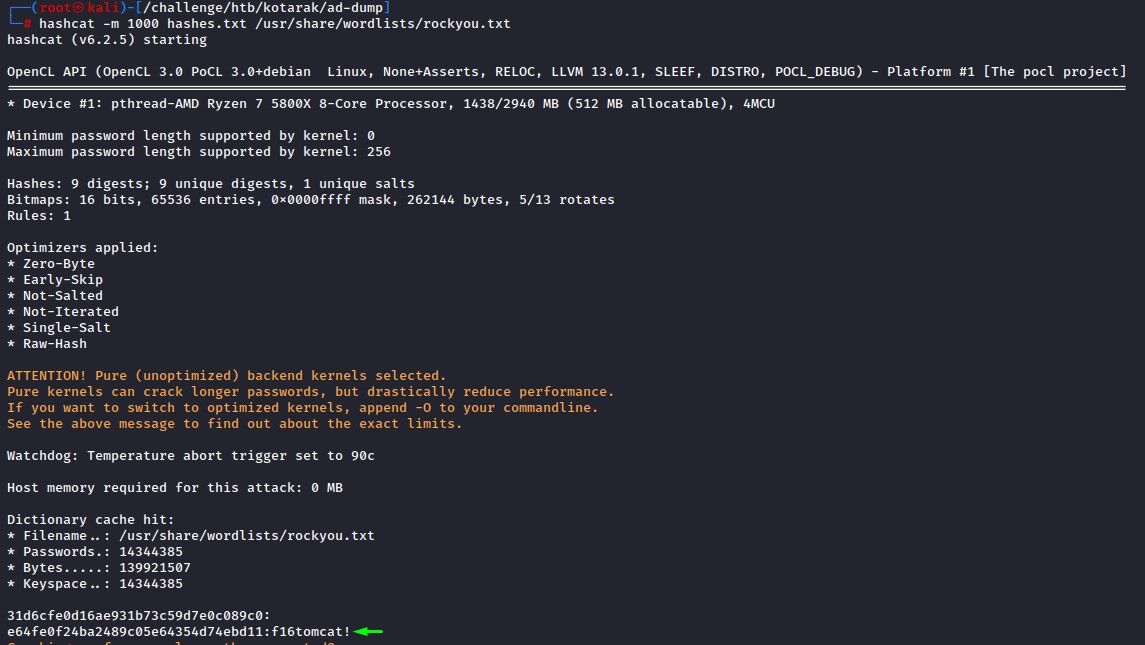 ┌──(root㉿kali)-[/challenge/htb/kotarak/ad-dump]
└─# hashcat -m 1000 hashes.txt /usr/share/wordlists/rockyou.txt
hashcat (v6.2.5) starting
OpenCL API (OpenCL 3.0 PoCL 3.0+debian  Linux, None+Asserts, RELOC, LLVM 13.0.1, SLEEF, DISTRO, POCL_DEBUG) - Platform #1 [The pocl project]
* Device #1: pthread-AMD Ryzen 7 5800X 8-Core Processor, 1438/2940 MB (512 MB allocatable), 4MCU
Minimum password length supported by kernel: 0
Maximum password length supported by kernel: 256
Hashes: 9 digests; 9 unique digests, 1 unique salts
Bitmaps: 16 bits, 65536 entries, 0x0000ffff mask, 262144 bytes, 5/13 rotates
Rules: 1
Optimizers applied:
* Zero-Byte
* Early-Skip
* Not-Salted
* Not-Iterated
* Single-Salt
* Raw-Hash
ATTENTION! Pure (unoptimized) backend kernels selected.
Pure kernels can crack longer passwords, but drastically reduce performance.
If you want to switch to optimized kernels, append -O to your commandline.
See the above message to find out about the exact limits.
Watchdog: Temperature abort trigger set to 90c
Host memory required for this attack: 0 MB
Dictionary cache hit:
* Filename..: /usr/share/wordlists/rockyou.txt
* Passwords.: 14344385
* Bytes.....: 139921507
* Keyspace..: 14344385
31d6cfe0d16ae931b73c59d7e0c089c0:
e64fe0f24ba2489c05e64354d74ebd11:f16tomcat!